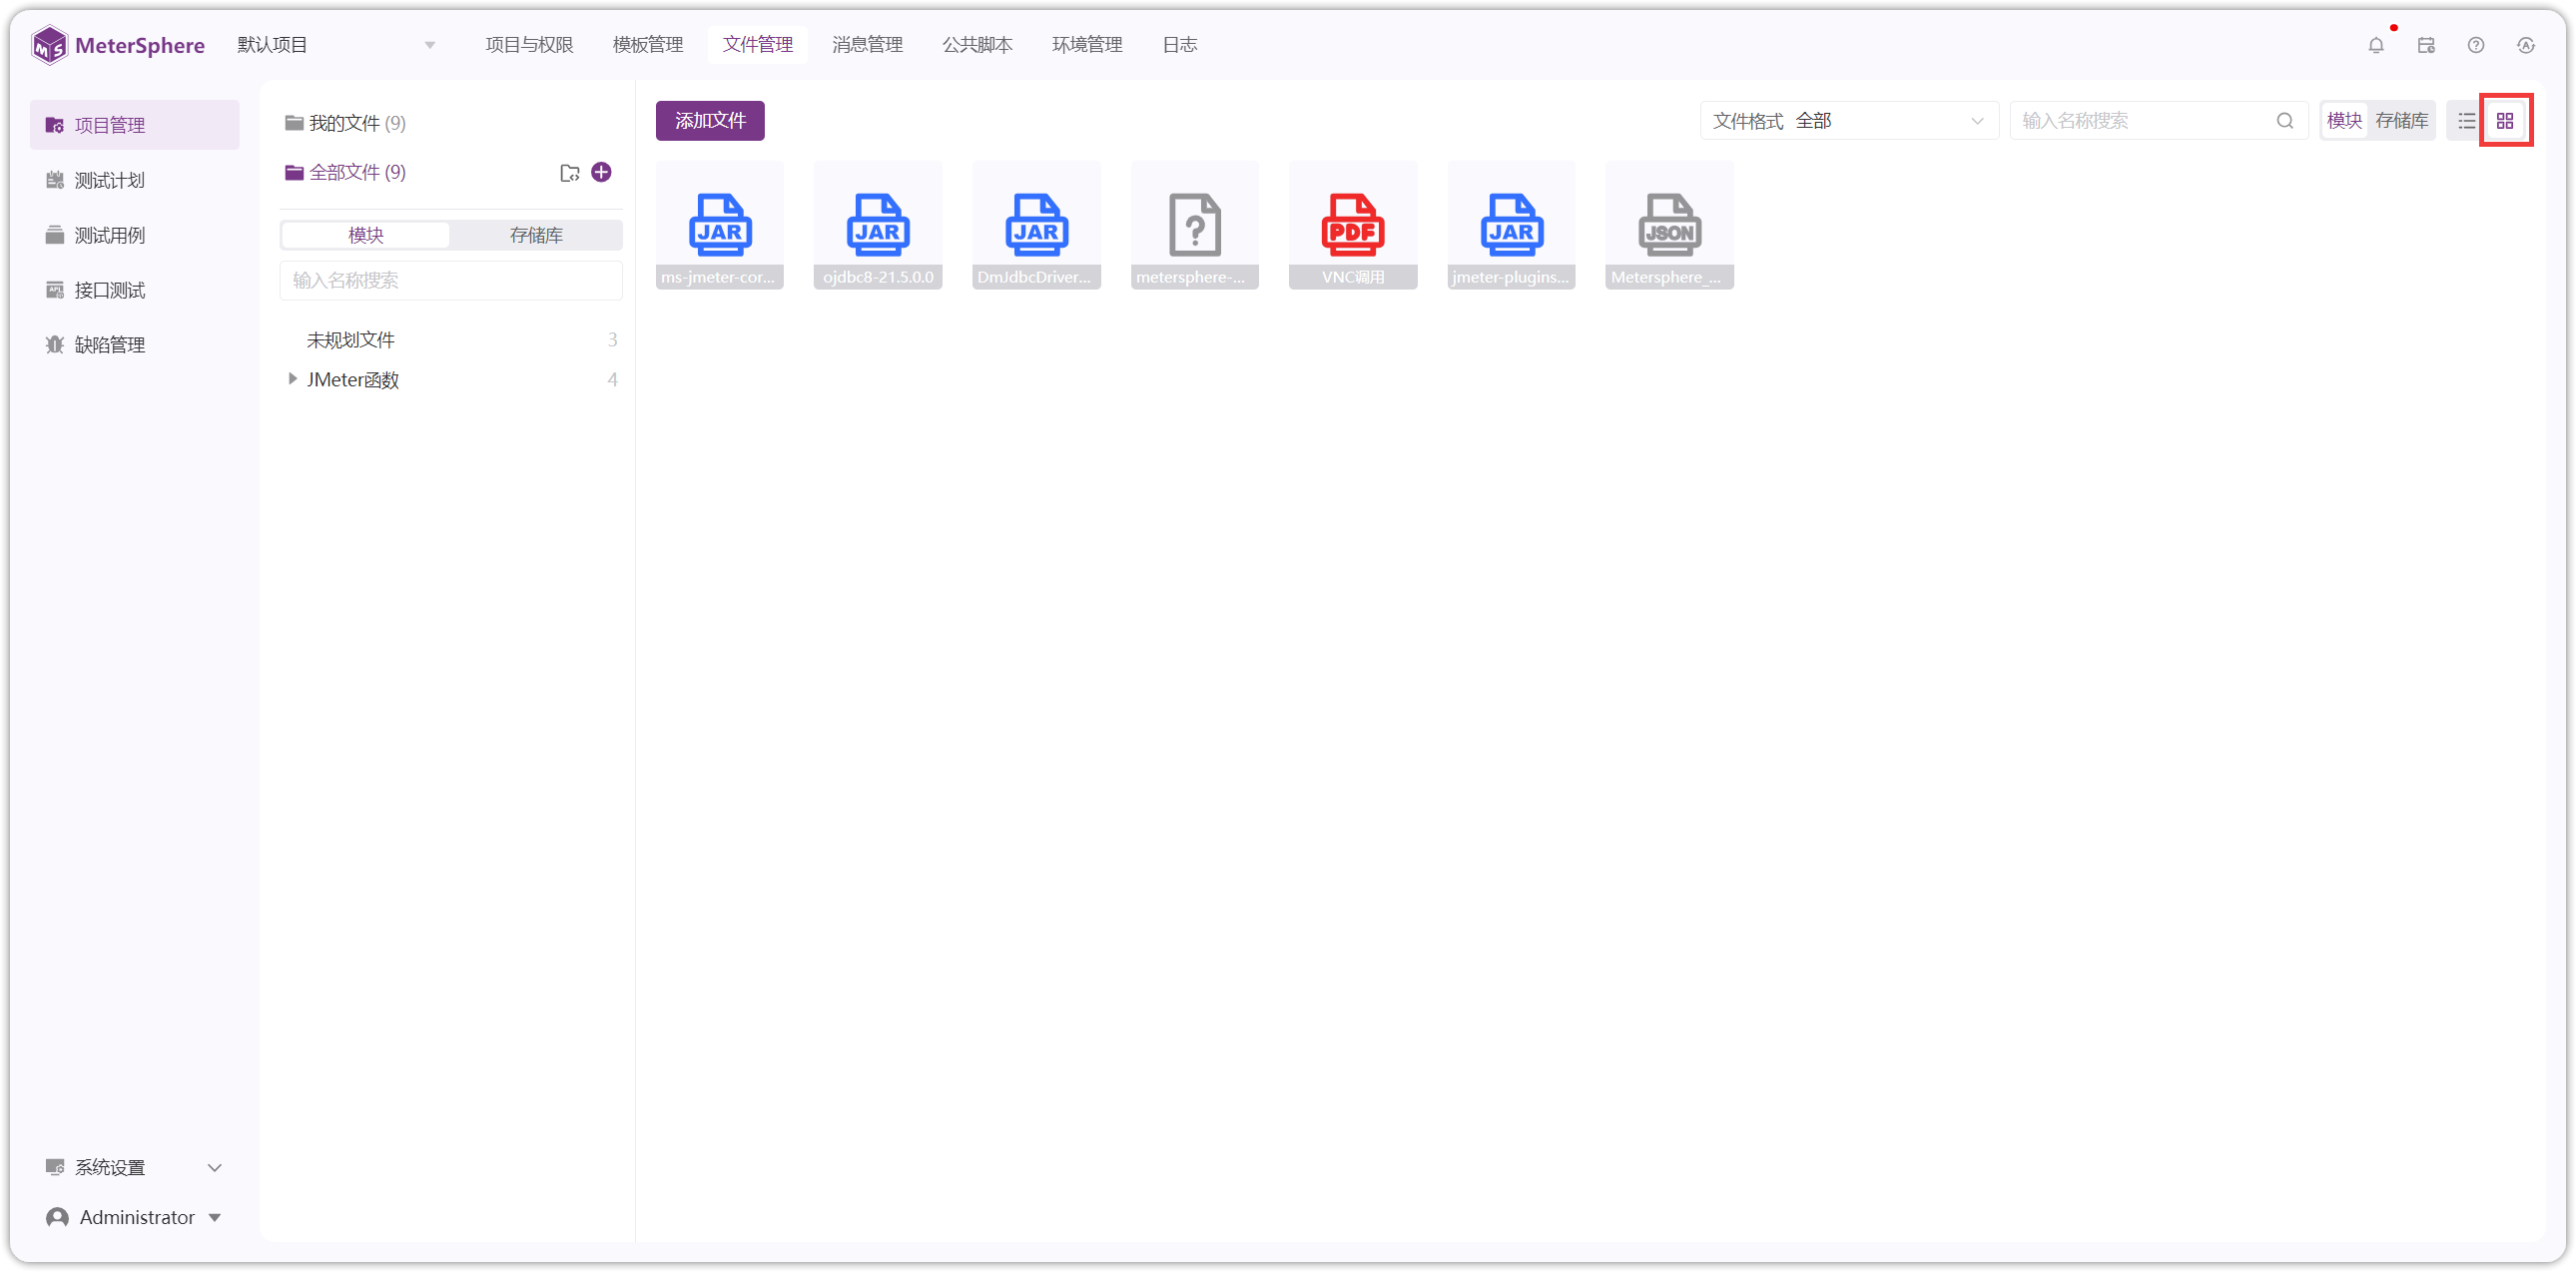 MeterSphere 默认项目 项目与权限 模板管理 文件管理 消息管理 公共脚本 环境管理 日志
项目管理
测试计划
测试用例
接口测试
缺陷管理
系统设置
Administrator
我的文件 (9)
全部文件 (9)
模块 存储库
输入名称搜索
未规划文件 3
JMeter函数 4
添加文件 文件格式 全部 输入名称搜索 模块 存储库
JAR JAR JAR ? PDF JAR JSON
ms-jmeter-cor... ojdbc8-21.5.0.0 DmJdbcDriver... metersphere-... VNC调用 jmeter-plugins... Metersphere_...